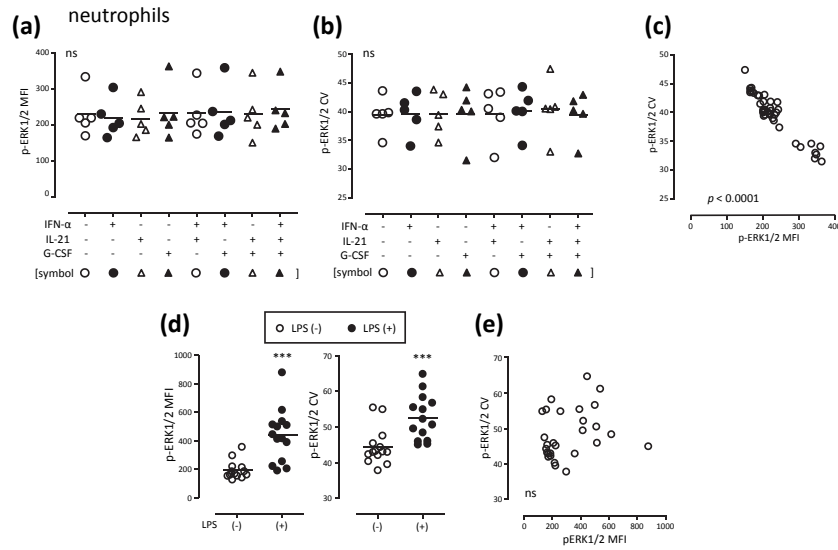 neutrophils
(a)
ns
p-ERK1/2 MFI
400
300
200
100
0
IFN-α - + - - + + - +
IL-21 - - + - + - + +
G-CSF - - - + - + + +
[symbol ]
(b)
ns
p-ERK1/2 CV
50
45
40
35
30
25
IFN-α - + - - + + - +
IL-21 - - + - + - + +
G-CSF - - - + - + + +
[symbol ]
(c)
p-ERK1/2 CV
50
45
40
35
30
25
p < 0.0001
0 100 200 300 400
p-ERK1/2 MFI
(d)
LPS (-) LPS (+)
p-ERK1/2 MFI
1000
800
600
400
200
0
***
LPS (-) (+)
p-ERK1/2 CV
70
60
50
40
30
***
(-) (+)
(e)
p-ERK1/2 CV
70
60
50
40
30
ns
0 200 400 600 800 1000
pERK1/2 MFI